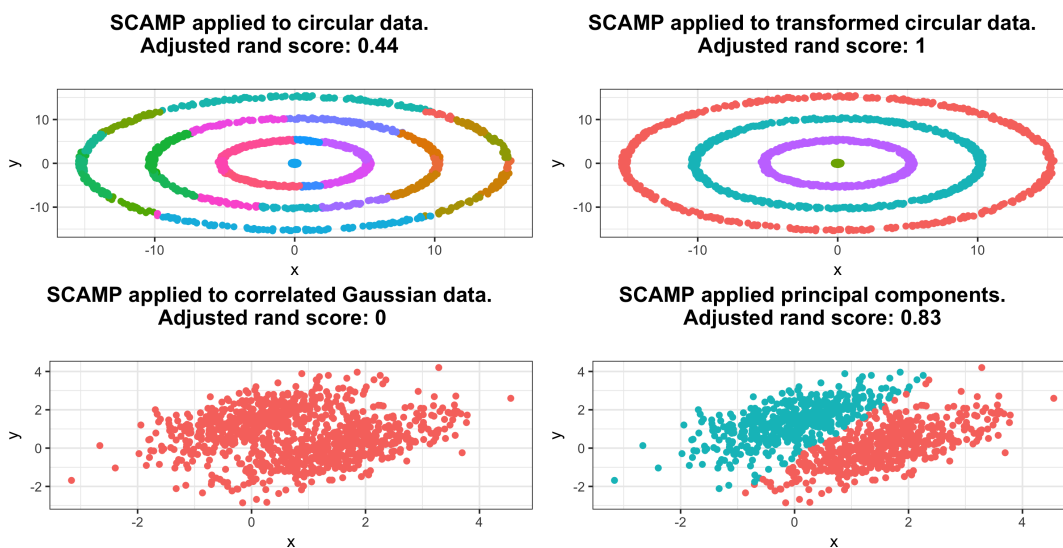 SCAMP applied to circular data.
Adjusted rand score: 0.44
10
0
-10
y
-10
0
10
x
SCAMP applied to transformed circular data.
Adjusted rand score: 1
10
0
-10
y
-10
0
10
x
SCAMP applied to correlated Gaussian data.
Adjusted rand score: 0
4
2
0
-2
y
-2
0
2
4
x
SCAMP applied principal components.
Adjusted rand score: 0.83
4
2
0
-2
y
-2
0
2
4
x